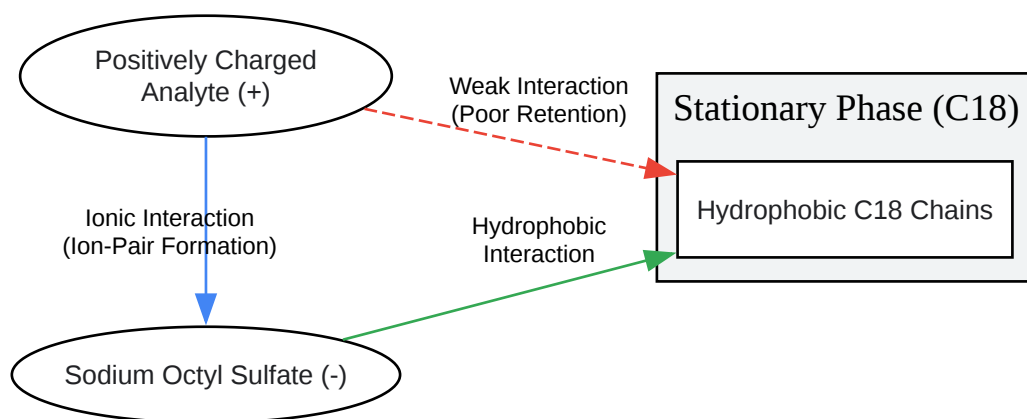 Positively Charged
Analyte (+)
Weak Interaction
(Poor Retention)
Stationary Phase (C18)
Hydrophobic C18 Chains
Ionic Interaction
(Ion-Pair Formation)
Hydrophobic
Interaction
Sodium Octyl Sulfate (-)